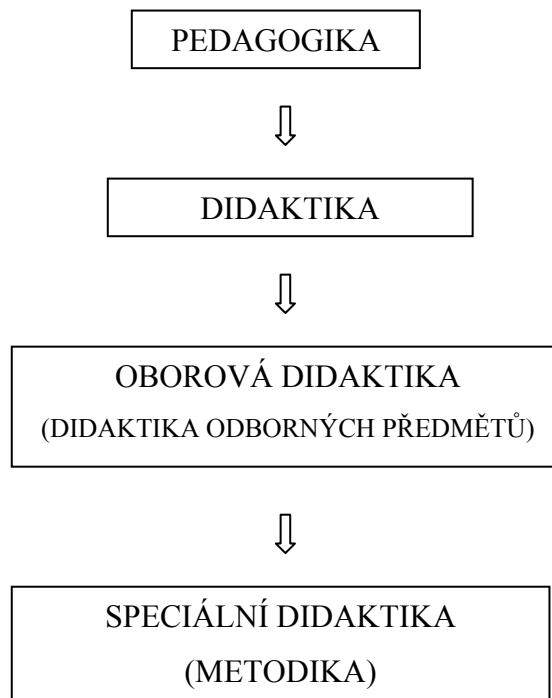 PEDAGOGIKA
DIDAKTIKA
OBOROVÁ DIDAKTIKA
(DIDAKTIKA ODBORNÝCH PŘEDMĚTŮ)
SPECIÁLNÍ DIDAKTIKA
(METODIKA)